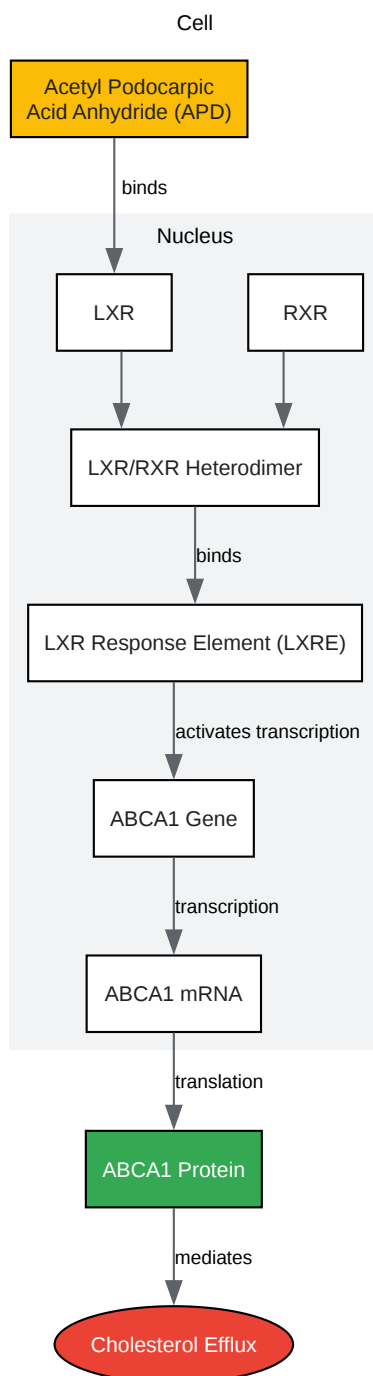 Cell
Acetyl Podocarpic
Acid Anhydride (APD)
binds
Nucleus
LXR
RXR
LXR/RXR Heterodimer
binds
LXR Response Element (LXRE)
activates transcription
ABCA1 Gene
transcription
ABCA1 mRNA
translation
ABCA1 Protein
mediates
Cholesterol Efflux